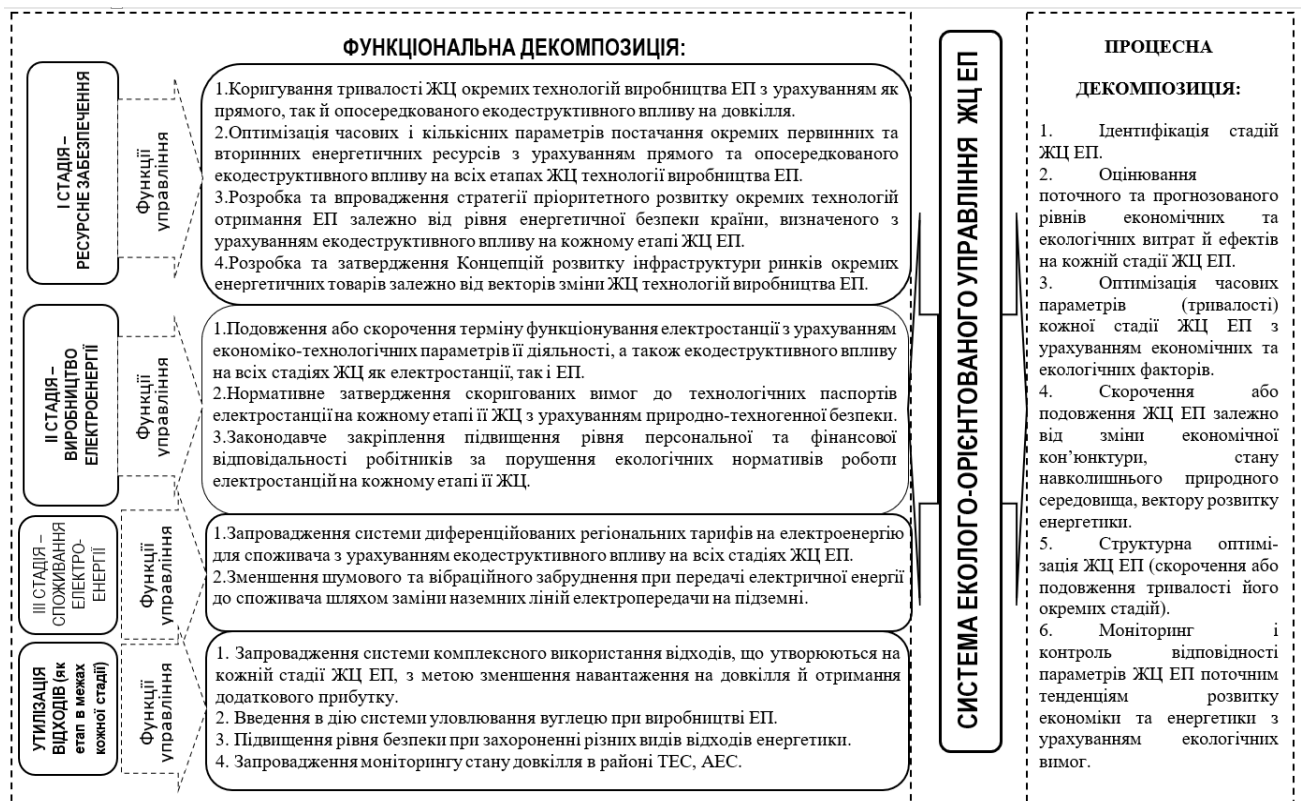 ФУНКЦІОНАЛЬНА ДЕКОМПОЗИЦІЯ:
І СТАДІЯ –
РЕСУРСНЕ ЗАБЕЗПЕЧЕННЯ
Функції
управління
1.Коригування тривалості ЖЦ окремих технологій виробництва ЕП з урахуванням як
прямого, так й опосередкованого екодеструктивного впливу на довкілля.
2.Оптимізація часових і кількісних параметрів постачання окремих первинних та
вторинних енергетичних ресурсів з урахуванням прямого та опосередкованого
екодеструктивного впливу на всіх етапах ЖЦ технології виробництва ЕП.
3.Розробка та впровадження стратегії пріоритетного розвитку окремих технологій
отримання ЕП залежно від рівня енергетичної безпеки країни, визначеного з
урахуванням екодеструктивного впливу на кожному етапі ЖЦ ЕП.
4.Розробка та затвердження Концепцій розвитку інфраструктури ринків окремих
енергетичних товарів залежно від векторів зміни ЖЦ технологій виробництва ЕП.
ІІ СТАДІЯ –
ВИРОБНИЦТВО
ЕЛЕКТРОЕНЕРГІЇ
Функції
управління
1.Подовження або скорочення терміну функціонування електростанції з урахуванням
економіко-технологічних параметрів її діяльності, а також екодеструктивного впливу
на всіх стадіях ЖЦ як електростанції, так і ЕП.
2.Нормативне затвердження скоригованих вимог до технологічних паспортів
електростанції на кожному етапі її ЖЦ з урахуванням природно-техногенної безпеки.
3.Законодавче закріплення підвищення рівня персональної та фінансової
відповідальності робітників за порушення екологічних нормативів роботи
електростанцій на кожному етапі її ЖЦ.
ІІІ СТАДІЯ –
СПОЖИВАННЯ
ЕЛЕКТРО-
ЕНЕРГІЇ
Функції
управління
1.Запровадження системи диференційованих регіональних тарифів на електроенергію
для споживача з урахуванням екодеструктивного впливу на всіх стадіях ЖЦ ЕП.
2.Зменшення шумового та вібраційного забруднення при передачі електричної енергії
до споживача шляхом заміни наземних ліній електропередачи на підземні.
УТИЛІЗАЦІЯ
ВІДХОДІВ (як
етап в межах
кожної стадії)
Функції
управління
1. Запровадження системи комплексного використання відходів, що утворюються на
кожній стадії ЖЦ ЕП, з метою зменшення навантаження на довкілля й отримання
додаткового прибутку.
2. Введення в дію системи уловлювання вуглецю при виробництві ЕП.
3. Підвищення рівня безпеки при захороненні різних видів відходів енергетики.
4. Запровадження моніторингу стану довкілля в районі ТЕС, АЕС.
СИСТЕМА ЕКОЛОГО-ОРІЄНТОВАНОГО УПРАВЛІННЯ ЖЦ ЕП
ПРОЦЕСНА
ДЕКОМПОЗИЦІЯ:
1. Ідентифікація стадій
ЖЦ ЕП.
2. Оцінювання
поточного та прогнозованого
рівнів економічних та
екологічних витрат й ефектів
на кожній стадії ЖЦ ЕП.
3. Оптимізація часових
параметрів (тривалості)
кожної стадії ЖЦ ЕП з
урахуванням економічних та
екологічних факторів.
4. Скорочення або
подовження ЖЦ ЕП залежно
від зміни економічної
кон’юнктури, стану
навколишнього природного
середовища, вектору розвитку
енергетики.
5. Структурна оптимі-
зація ЖЦ ЕП (скорочення або
подовження тривалості його
окремих стадій).
6. Моніторинг і
контроль відповідності
параметрів ЖЦ ЕП поточним
тенденціям розвитку
економіки та енергетики з
урахуванням екологічних
вимог.